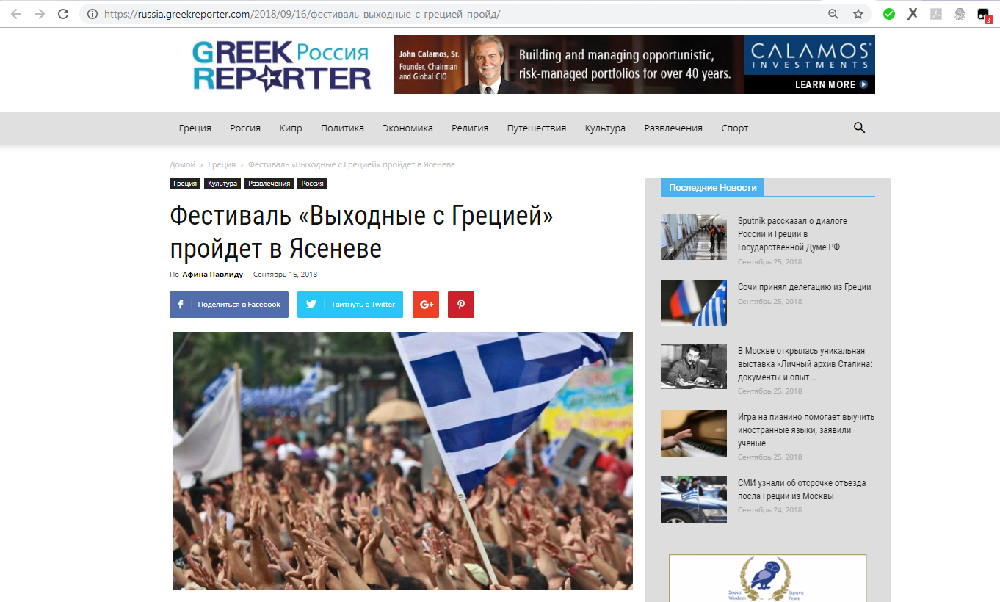 https://russia.greekreporter.com/2018/09/16/фестиваль-выходные-с-грецией-пройд/
3
GREEK Россия
REPORTER
John Calamos, Sr.
Founder, Chairman
and Global CIO
Building and managing opportunistic,
risk-managed portfolios for over 40 years.
CALAMOS®
INVESTMENTS
LEARN MORE
Греция Россия Кипр Политика Экономика Религия Путешествия Культура Развлечения Спорт
Домой › Греция › Фестиваль «Выходные с Грецией» пройдет в Ясеневе
Греция Культура Развлечения Россия
Фестиваль «Выходные с Грецией»
пройдет в Ясеневе
По Афина Павлиду - Сентябрь 16, 2018
Поделиться в Facebook
Твитнуть в Twitter
G+
Последние Новости
Sputnik рассказал о диалоге
России и Греции в
Государственной Думе РФ
Сентябрь 25, 2018
Сочи принял делегацию из Греции
Сентябрь 25, 2018
В Москве открылась уникальная
выставка «Личный архив Сталина:
документы и опыт...
Сентябрь 25, 2018
Игра на пианино помогает выучить
иностранные языки, заявили
ученые
Сентябрь 25, 2018
СМИ узнали об отсрочке отъезда
посла Греции из Москвы
Сентябрь 24, 2018
Σοφια
Wisdom
Ειρηνη
Peace